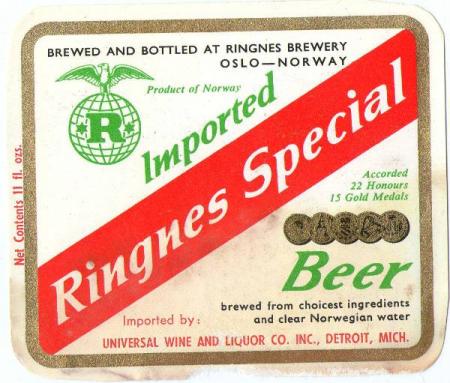 BREWED AND BOTTLED AT RINGNES BREWERY
OSLO—NORWAY
Product of Norway
R
Imported
Ringnes Special
Net Contents 11 fl. ozs.
Accorded
22 Honours
15 Gold Medals
Beer
brewed from choicest ingredients
and clear Norwegian water
Imported by:
UNIVERSAL WINE AND LIQUOR CO. INC., DETROIT, MICH.